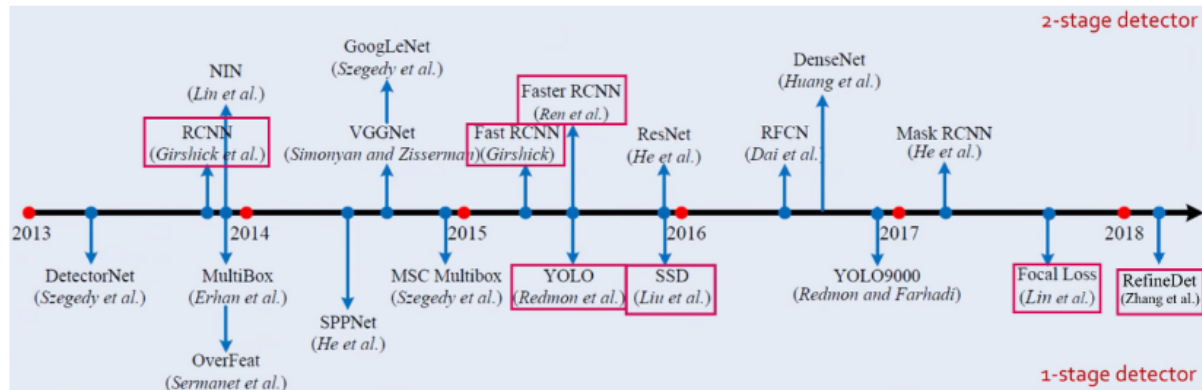 2-stage detector
GoogLeNet
(Szegedy et al.)
DenseNet
(Huang et al.)
NIN
(Lin et al.)
Faster RCNN
(Ren et al.)
RCNN
(Girshick et al.)
VGGNet
(Simonyan and Zisserman)
Fast RCNN
(Girshick)
ResNet
(He et al.)
RFCN
(Dai et al.)
Mask RCNN
(He et al.)
2013
2014
2015
2016
2017
2018
DetectorNet
(Szegedy et al.)
MultiBox
(Erhan et al.)
MSC Multibox
(Szegedy et al.)
YOLO
(Redmon et al.)
SSD
(Liu et al.)
YOLO9000
(Redmon and Farhadi)
Focal Loss
(Lin et al.)
RefineDet
(Zhang et al.)
SPPNet
(He et al.)
OverFeat
(Sermanet et al.)
1-stage detector